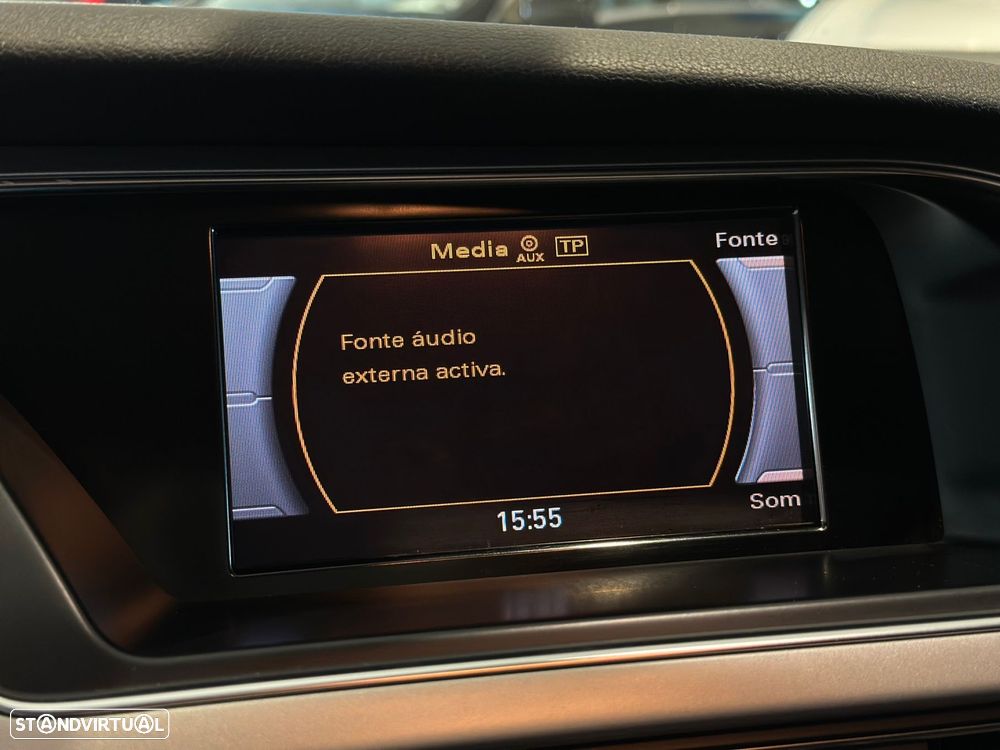 Media AUX TP
Fonte
Fonte áudio
externa activa.
15:55
Som
STANDVIRTUAL